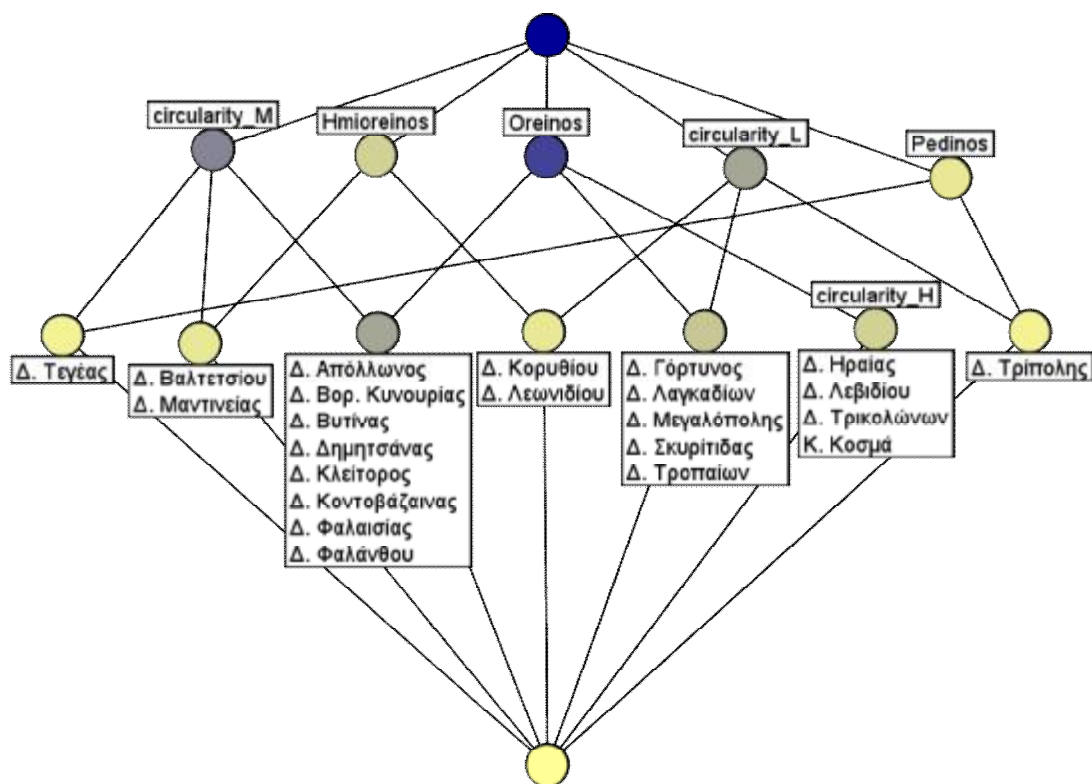 circularity_M
Hmioreinos
Oreinos
circularity_L
Pedinos
circularity_H
Δ. Τεγέας
Δ. Βαλτετσίου
Δ. Μαντινείας
Δ. Απόλλωνος
Δ. Βορ. Κυνουρίας
Δ. Βυτίνας
Δ. Δημητσάνας
Δ. Κλείτορος
Δ. Κοντοβάζαινας
Δ. Φαλαισίας
Δ. Φαλάνθου
Δ. Κορυθίου
Δ. Λεωνιδίου
Δ. Γόρτυνος
Δ. Λαγκαδίων
Δ. Μεγαλόπολης
Δ. Σκυρίτιδας
Δ. Τροπαίων
Δ. Ηραίας
Δ. Λεβιδίου
Δ. Τρικολώνων
Κ. Κοσμά
Δ. Τρίπολης